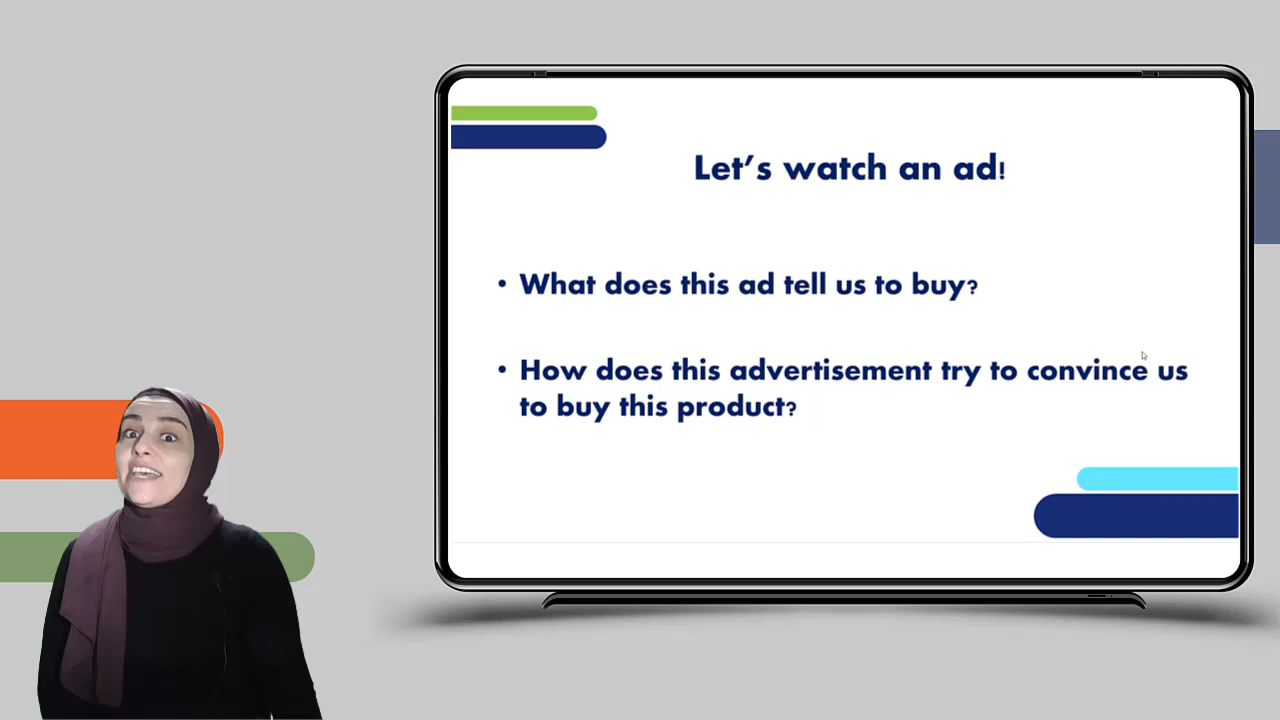 Let's watch an ad!
• What does this ad tell us to buy?
• How does this advertisement try to convince us
to buy this product?